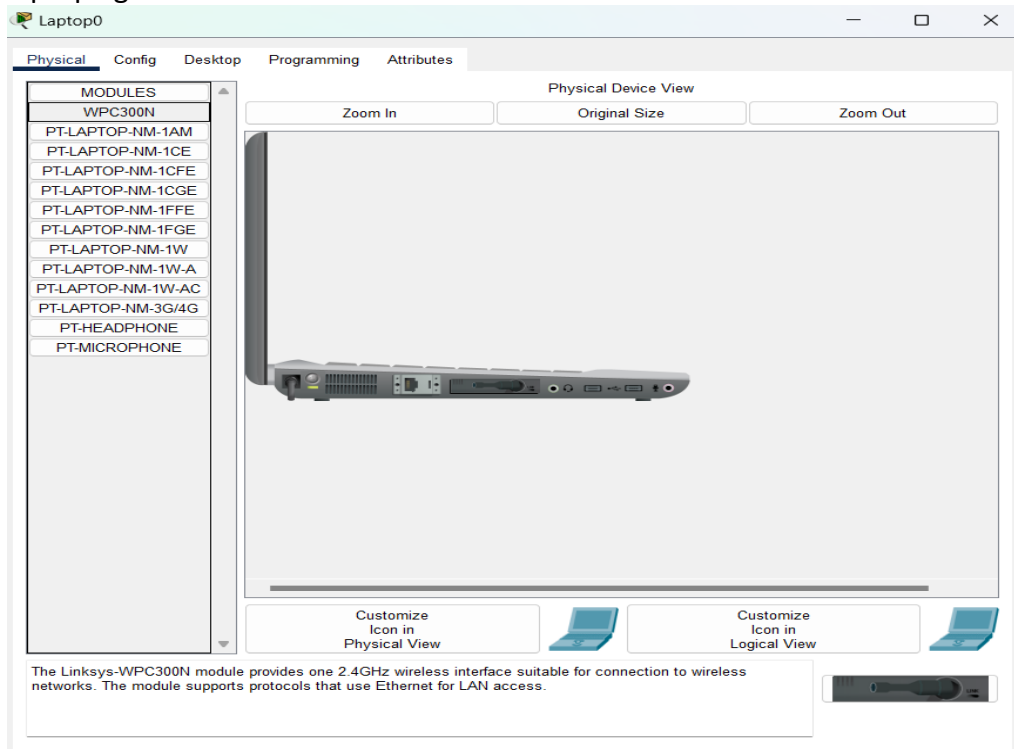 Laptop0
Physical Config Desktop Programming Attributes
MODULES
WPC300N
PT-LAPTOP-NM-1AM
PT-LAPTOP-NM-1CE
PT-LAPTOP-NM-1CFE
PT-LAPTOP-NM-1CGE
PT-LAPTOP-NM-1FFE
PT-LAPTOP-NM-1FGE
PT-LAPTOP-NM-1W
PT-LAPTOP-NM-1W-A
PT-LAPTOP-NM-1W-AC
PT-LAPTOP-NM-3G/4G
PT-HEADPHONE
PT-MICROPHONE
Physical Device View
Zoom In Original Size Zoom Out
Customize
Icon in
Physical View
Customize
Icon in
Logical View
The Linksys-WPC300N module provides one 2.4GHz wireless interface suitable for connection to wireless
networks. The module supports protocols that use Ethernet for LAN access.